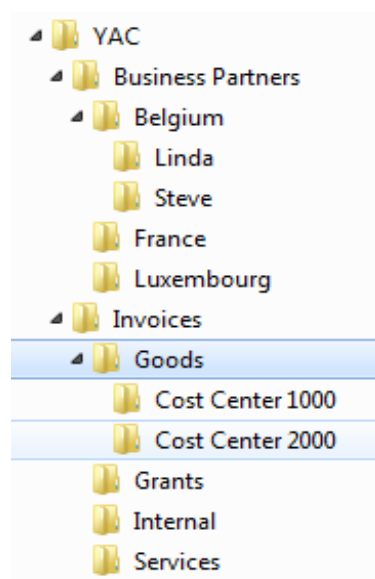 YAC
Business Partners
Belgium
Linda
Steve
France
Luxembourg
Invoices
Goods
Cost Center 1000
Cost Center 2000
Grants
Internal
Services